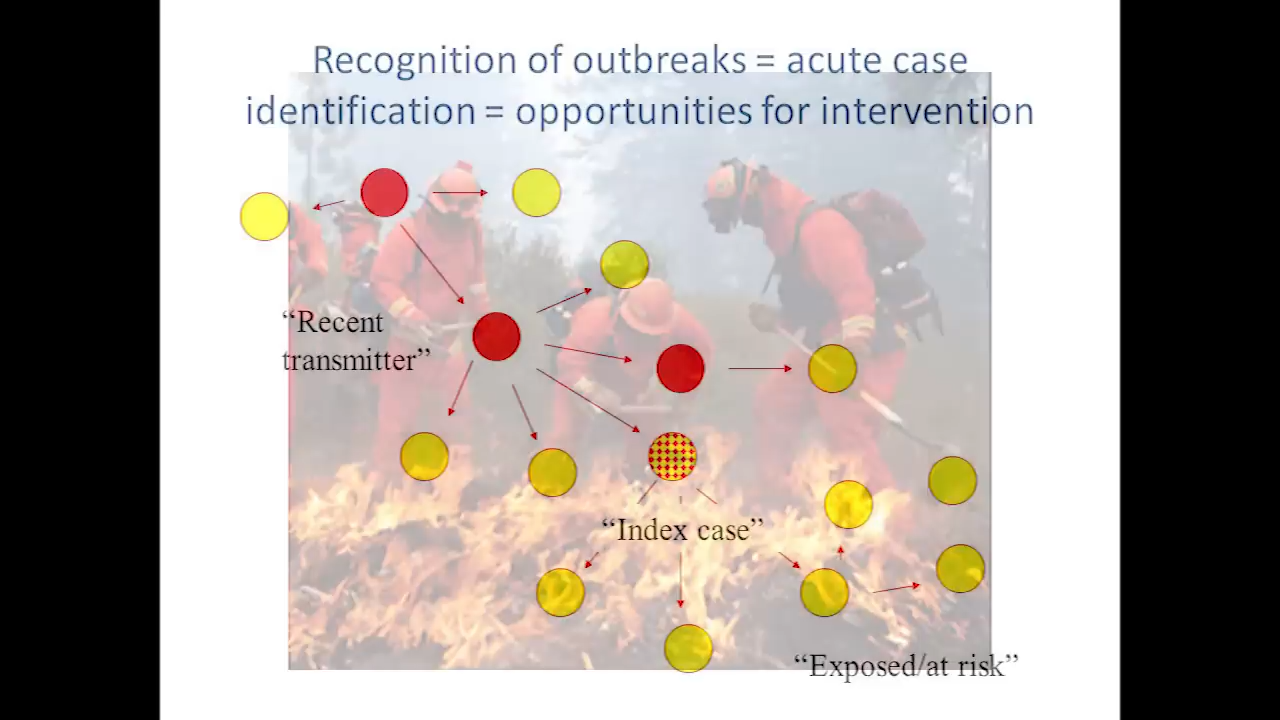 Recognition of outbreaks = acute case
identification = opportunities for intervention
“Recent
transmitter”
“Index case”
“Exposed/at risk”